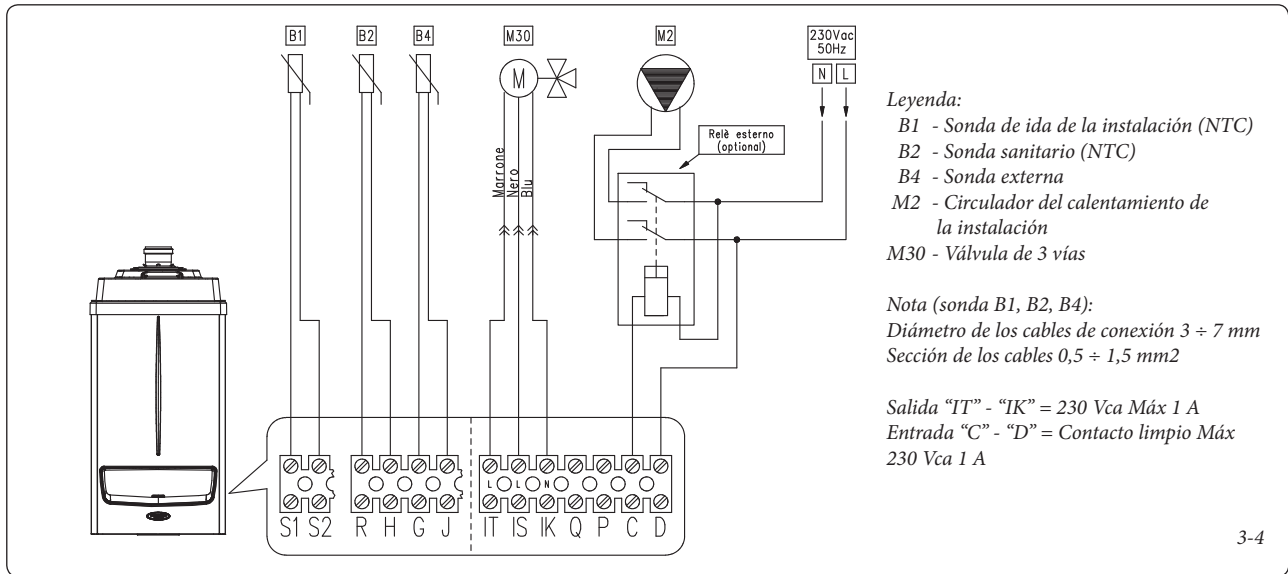 B1 B2 B4 M30 M2 230Vac
50Hz
N L
M
Relè esterno
(optional)
Marrone
Nero
Blu
L L N
S1 S2 R H G J IT IS IK Q P C D
Leyenda:
B1 - Sonda de ida de la instalación (NTC)
B2 - Sonda sanitario (NTC)
B4 - Sonda externa
M2 - Circulador del calentamiento de
la instalación
M30 - Válvula de 3 vías
Nota (sonda B1, B2, B4):
Diámetro de los cables de conexión 3 ÷ 7 mm
Sección de los cables 0,5 ÷ 1,5 mm2
Salida “IT” - “IK” = 230 Vca Máx 1 A
Entrada “C” - “D” = Contacto limpio Máx
230 Vca 1 A
3-4